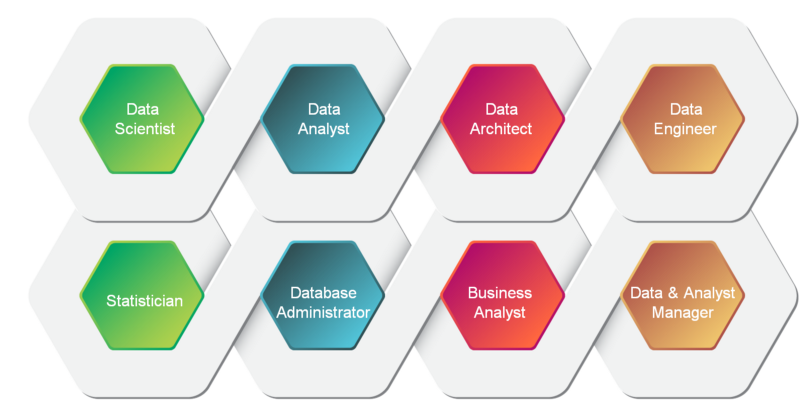 Data
Scientist
Data
Analyst
Data
Architect
Data
Engineer
Statistician
Database
Administrator
Business
Analyst
Data & Analyst
Manager